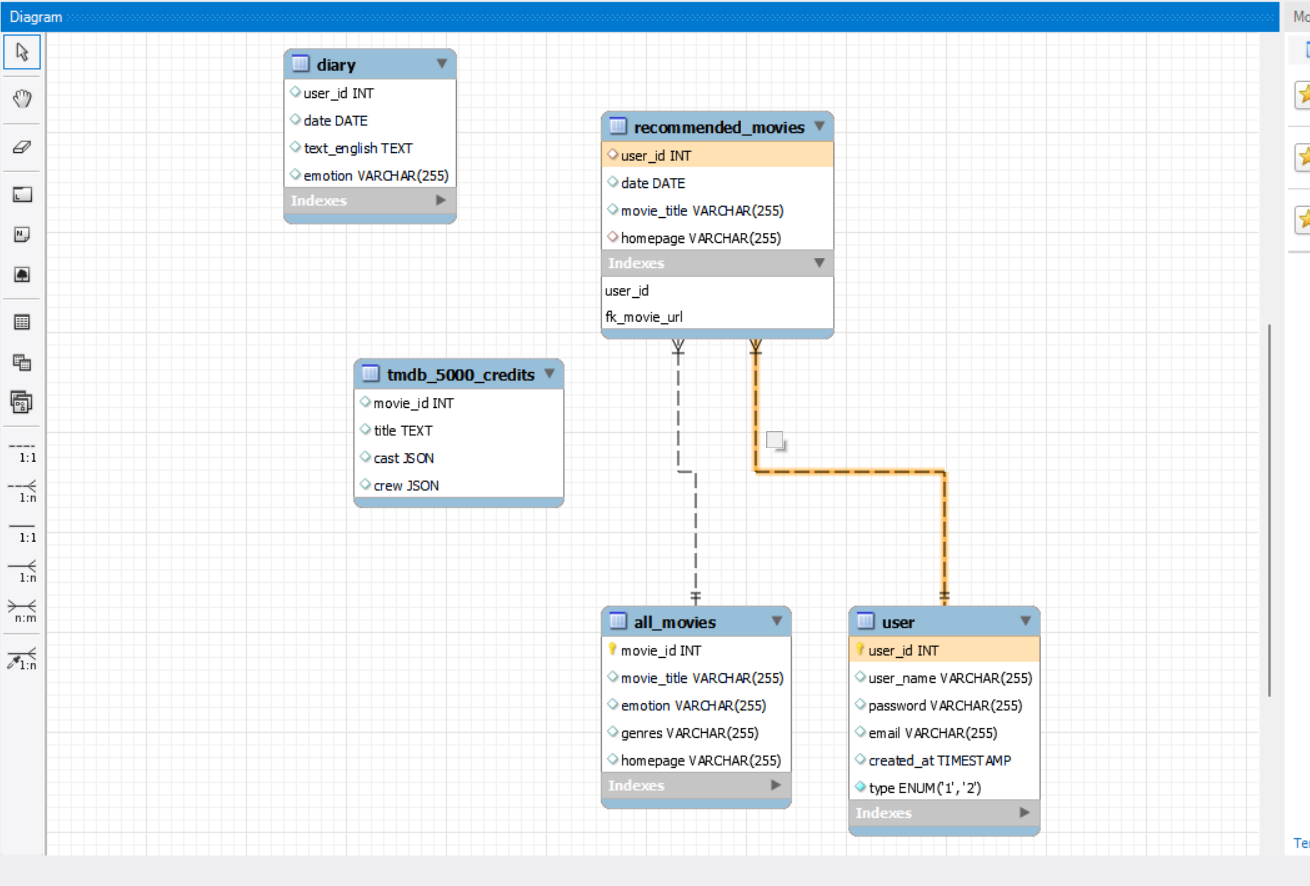 Diagram
Mo
diary
user_id INT
date DATE
text_english TEXT
emotion VARCHAR(255)
Indexes
recommended_movies
user_id INT
date DATE
movie_title VARCHAR(255)
homepage VARCHAR(255)
Indexes
user_id
fk_movie_url
tmdb_5000_credits
movie_id INT
title TEXT
cast JSON
crew JSON
all_movies
movie_id INT
movie_title VARCHAR(255)
emotion VARCHAR(255)
genres VARCHAR(255)
homepage VARCHAR(255)
Indexes
user
user_id INT
user_name VARCHAR(255)
password VARCHAR(255)
email VARCHAR(255)
created_at TIMESTAMP
type ENUM('1','2')
Indexes
1:1
1:n
1:1
1:n
n:m
1:n